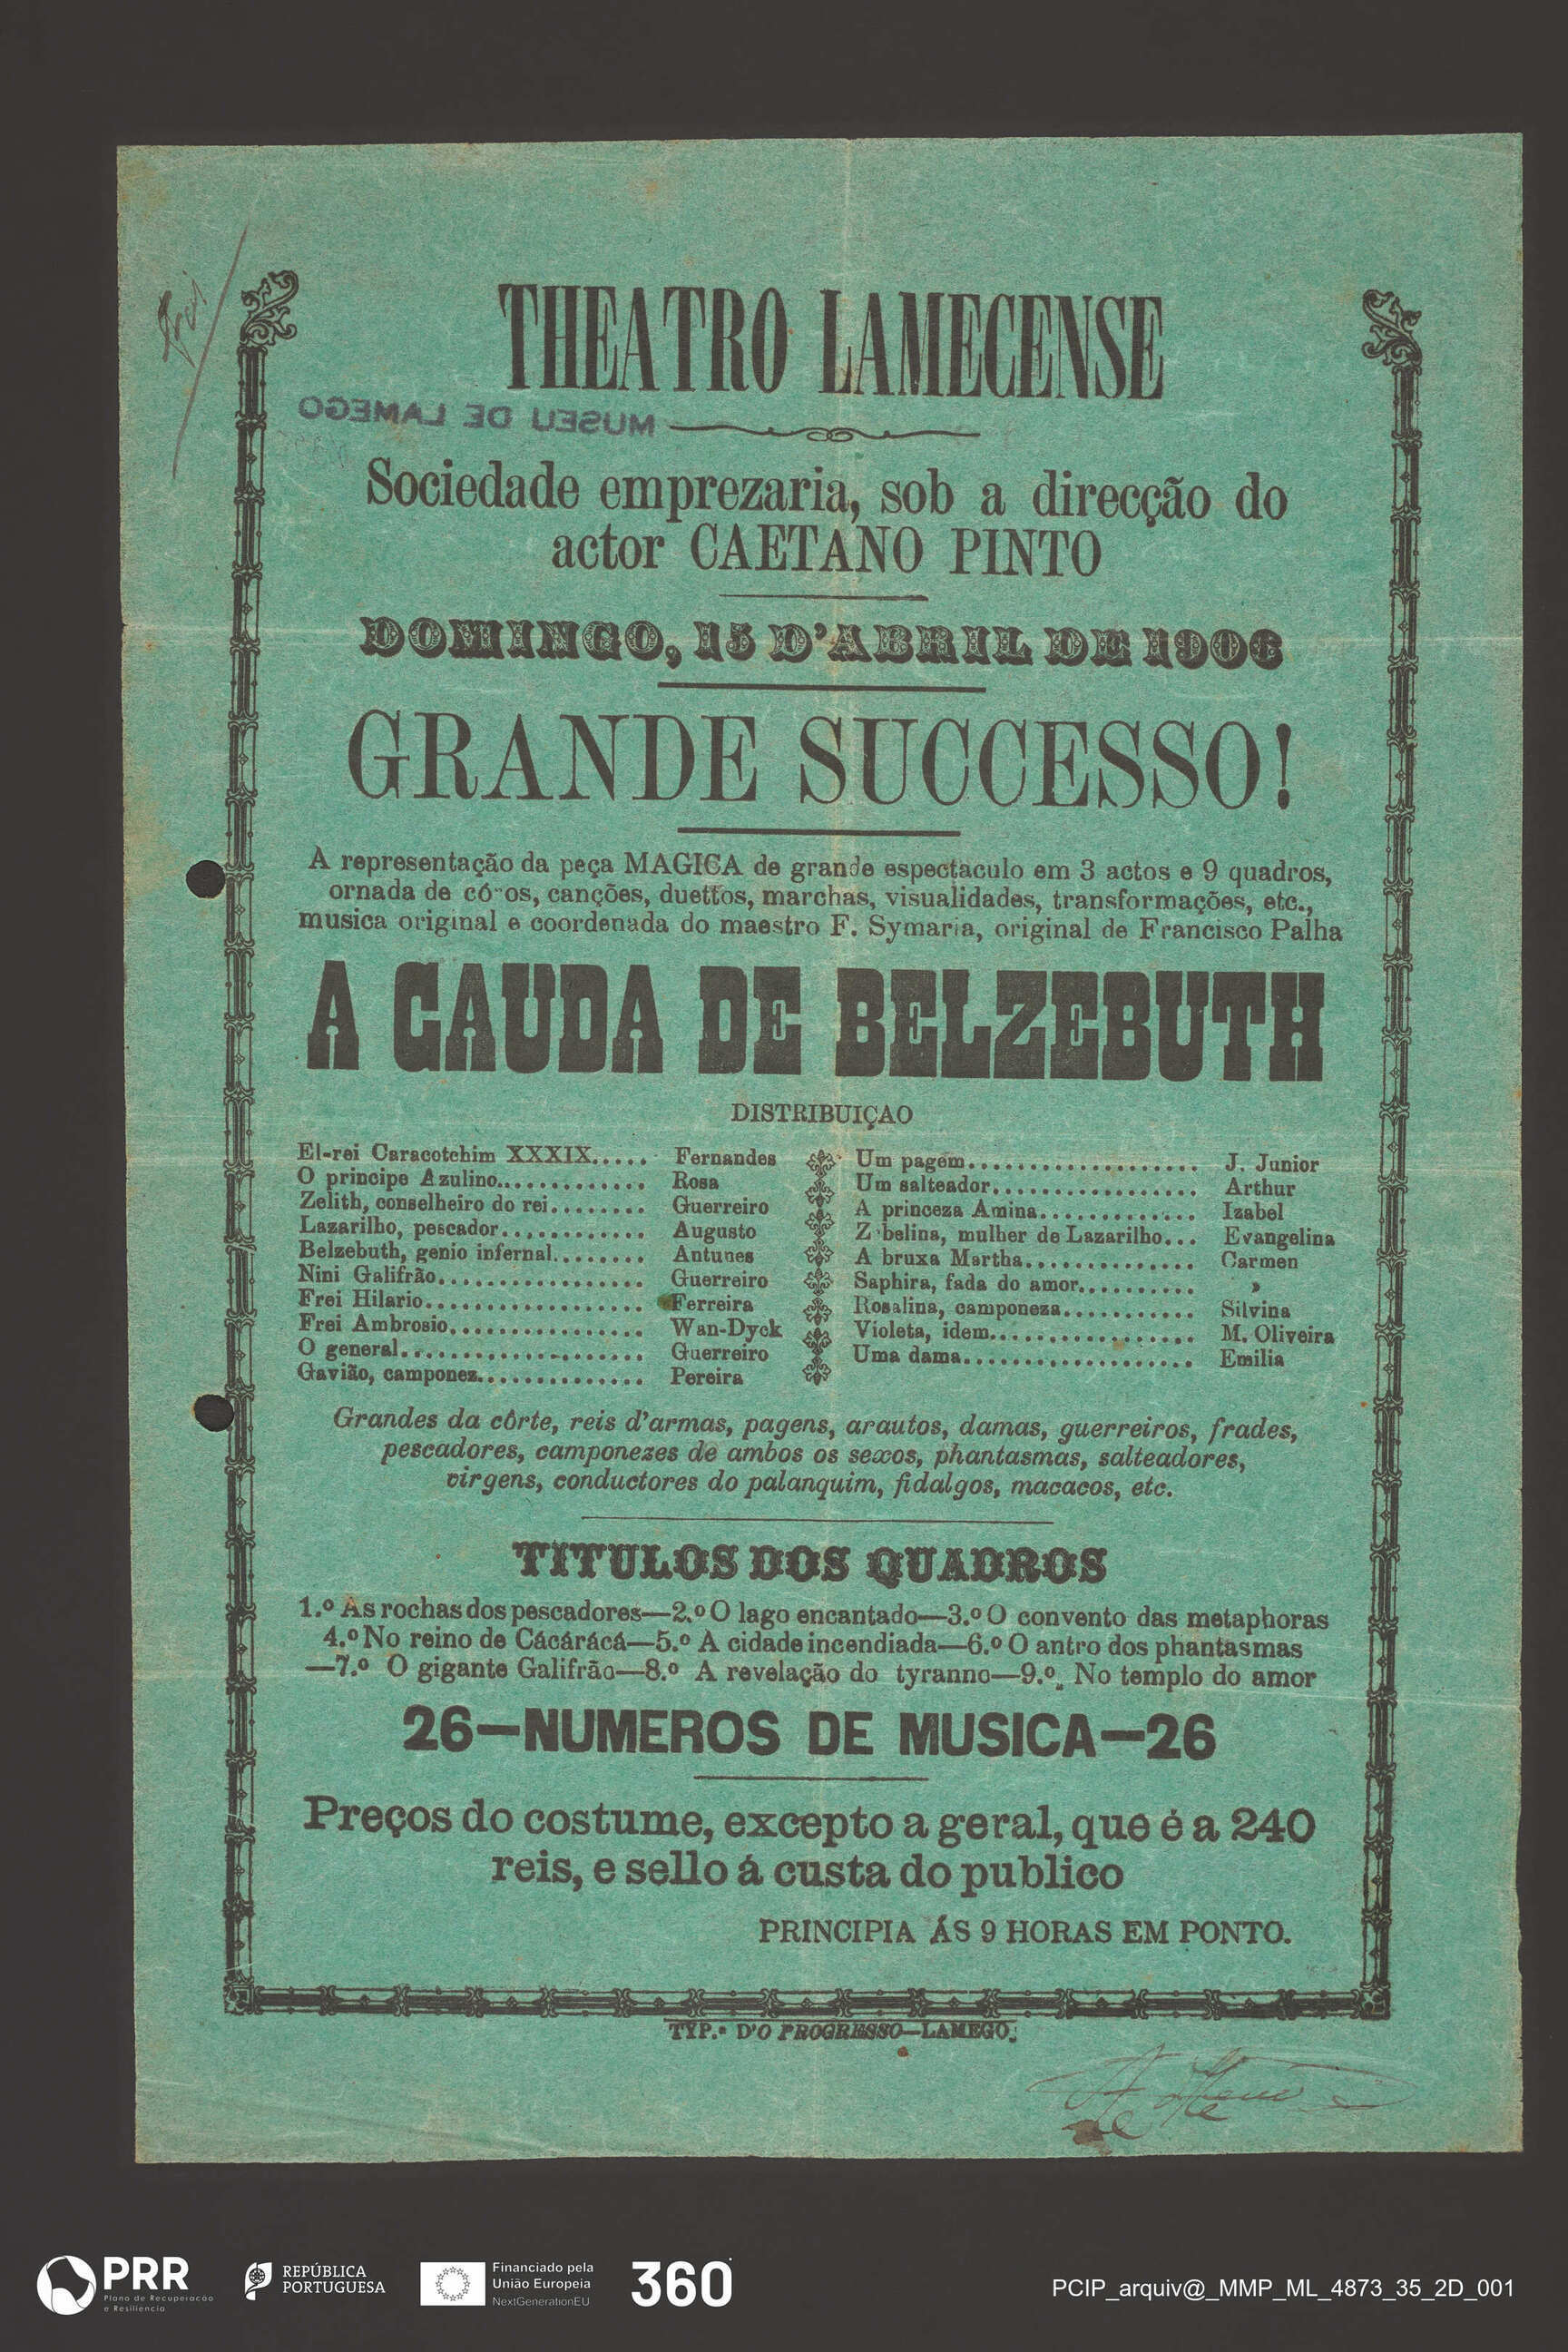 THEATRO LAMECENSE
MUSEU DE LAMEGO
Sociedade emprezaria, sob a direcção do
actor CAETANO PINTO
DOMINGO, 15 D'ABRIL DE 1906
GRANDE SUCCESSO!
A representação da peça MAGICA de grande espectaculo em 3 actos e 9 quadros,
ornada de córos, canções, duettos, marchas, visualidades, transformações, etc.,
musica original e coordenada do maestro F. Symaria, original de Francisco Palha
A CAUDA DE BELZEBUTH
DISTRIBUIÇAO
El-rei Caracotchim XXXIX..... Fernandes
O principe Azulino............. Rosa
Zelith, conselheiro do rei........ Guerreiro
Lazarilho, pescador............ Augusto
Belzebuth, genio infernal........ Antunes
Nini Galifrão.................. Guerreiro
Frei Hilario................... Ferreira
Frei Ambrosio................. Wan-Dyck
O general..................... Guerreiro
Gavião, camponez.............. Pereira
Um pagem.................... J. Junior
Um salteador.................. Arthur
A princeza Amina............. Izabel
Z belina, mulher de Lazarilho... Evangelina
A bruxa Martha............... Carmen
Saphira, fada do amor.......... »
Rosalina, camponeza............ Silvina
Violeta, idem.................. M. Oliveira
Uma dama.................... Emilia
Grandes da côrte, reis d'armas, pagens, arautos, damas, guerreiros, frades,
pescadores, camponezes de ambos os sexos, phantasmas, salteadores,
virgens, conductores do palanquim, fidalgos, macacos, etc.
TITULOS DOS QUADROS
1.º As rochas dos pescadores—2.º O lago encantado—3.º O convento das metaphoras
4.º No reino de Cácárácá—5.º A cidade incendiada—6.º O antro dos phantasmas
—7.º O gigante Galifrão—8.º A revelação do tyranno—9.º No templo do amor
26—NUMEROS DE MUSICA—26
Preços do costume, excepto a geral, que é a 240
reis, e sello á custa do publico
PRINCIPIA ÁS 9 HORAS EM PONTO.
TYP.ª D'O PROGRESSO—LAMEGO.
PRR
Plano de Recuperação
e Resiliência
REPÚBLICA
PORTUGUESA
Financiado pela
União Europeia
NextGenerationEU
360
PCIP_arquiv@_MMP_ML_4873_35_2D_001